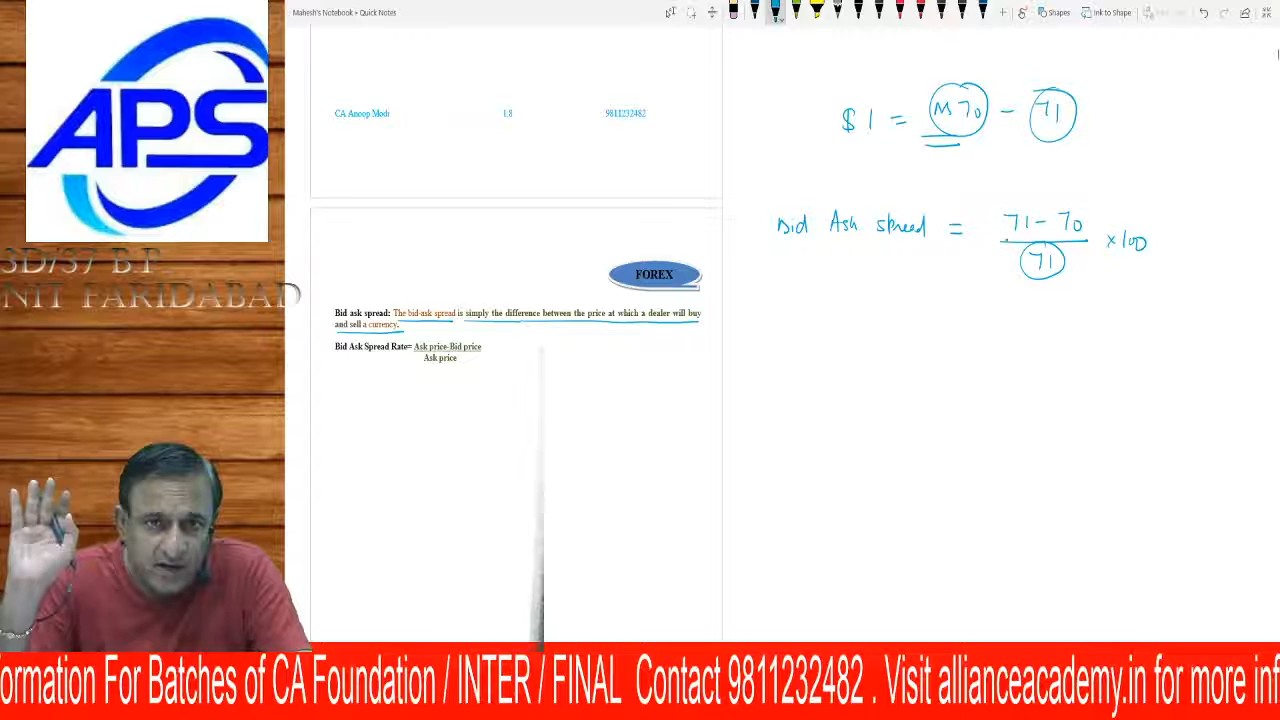 Mahesh's Notebook » Quick Notes
Shapes
Ink to Shape
APS
3D/37 B.P.
NIT FARIDABAD
CA Anoop Modi 1.8 9811232482
FOREX
Bid ask spread: The bid-ask spread is simply the difference between the price at which a dealer will buy
and sell a currency.
Bid Ask Spread Rate= Ask price-Bid price
Ask price
$ 1 = 70 - 71
Bid Ask spread = 71 - 70 × 100
71
formation For Batches of CA Foundation / INTER / FINAL Contact 9811232482 . Visit allianceacademy.in for more inf